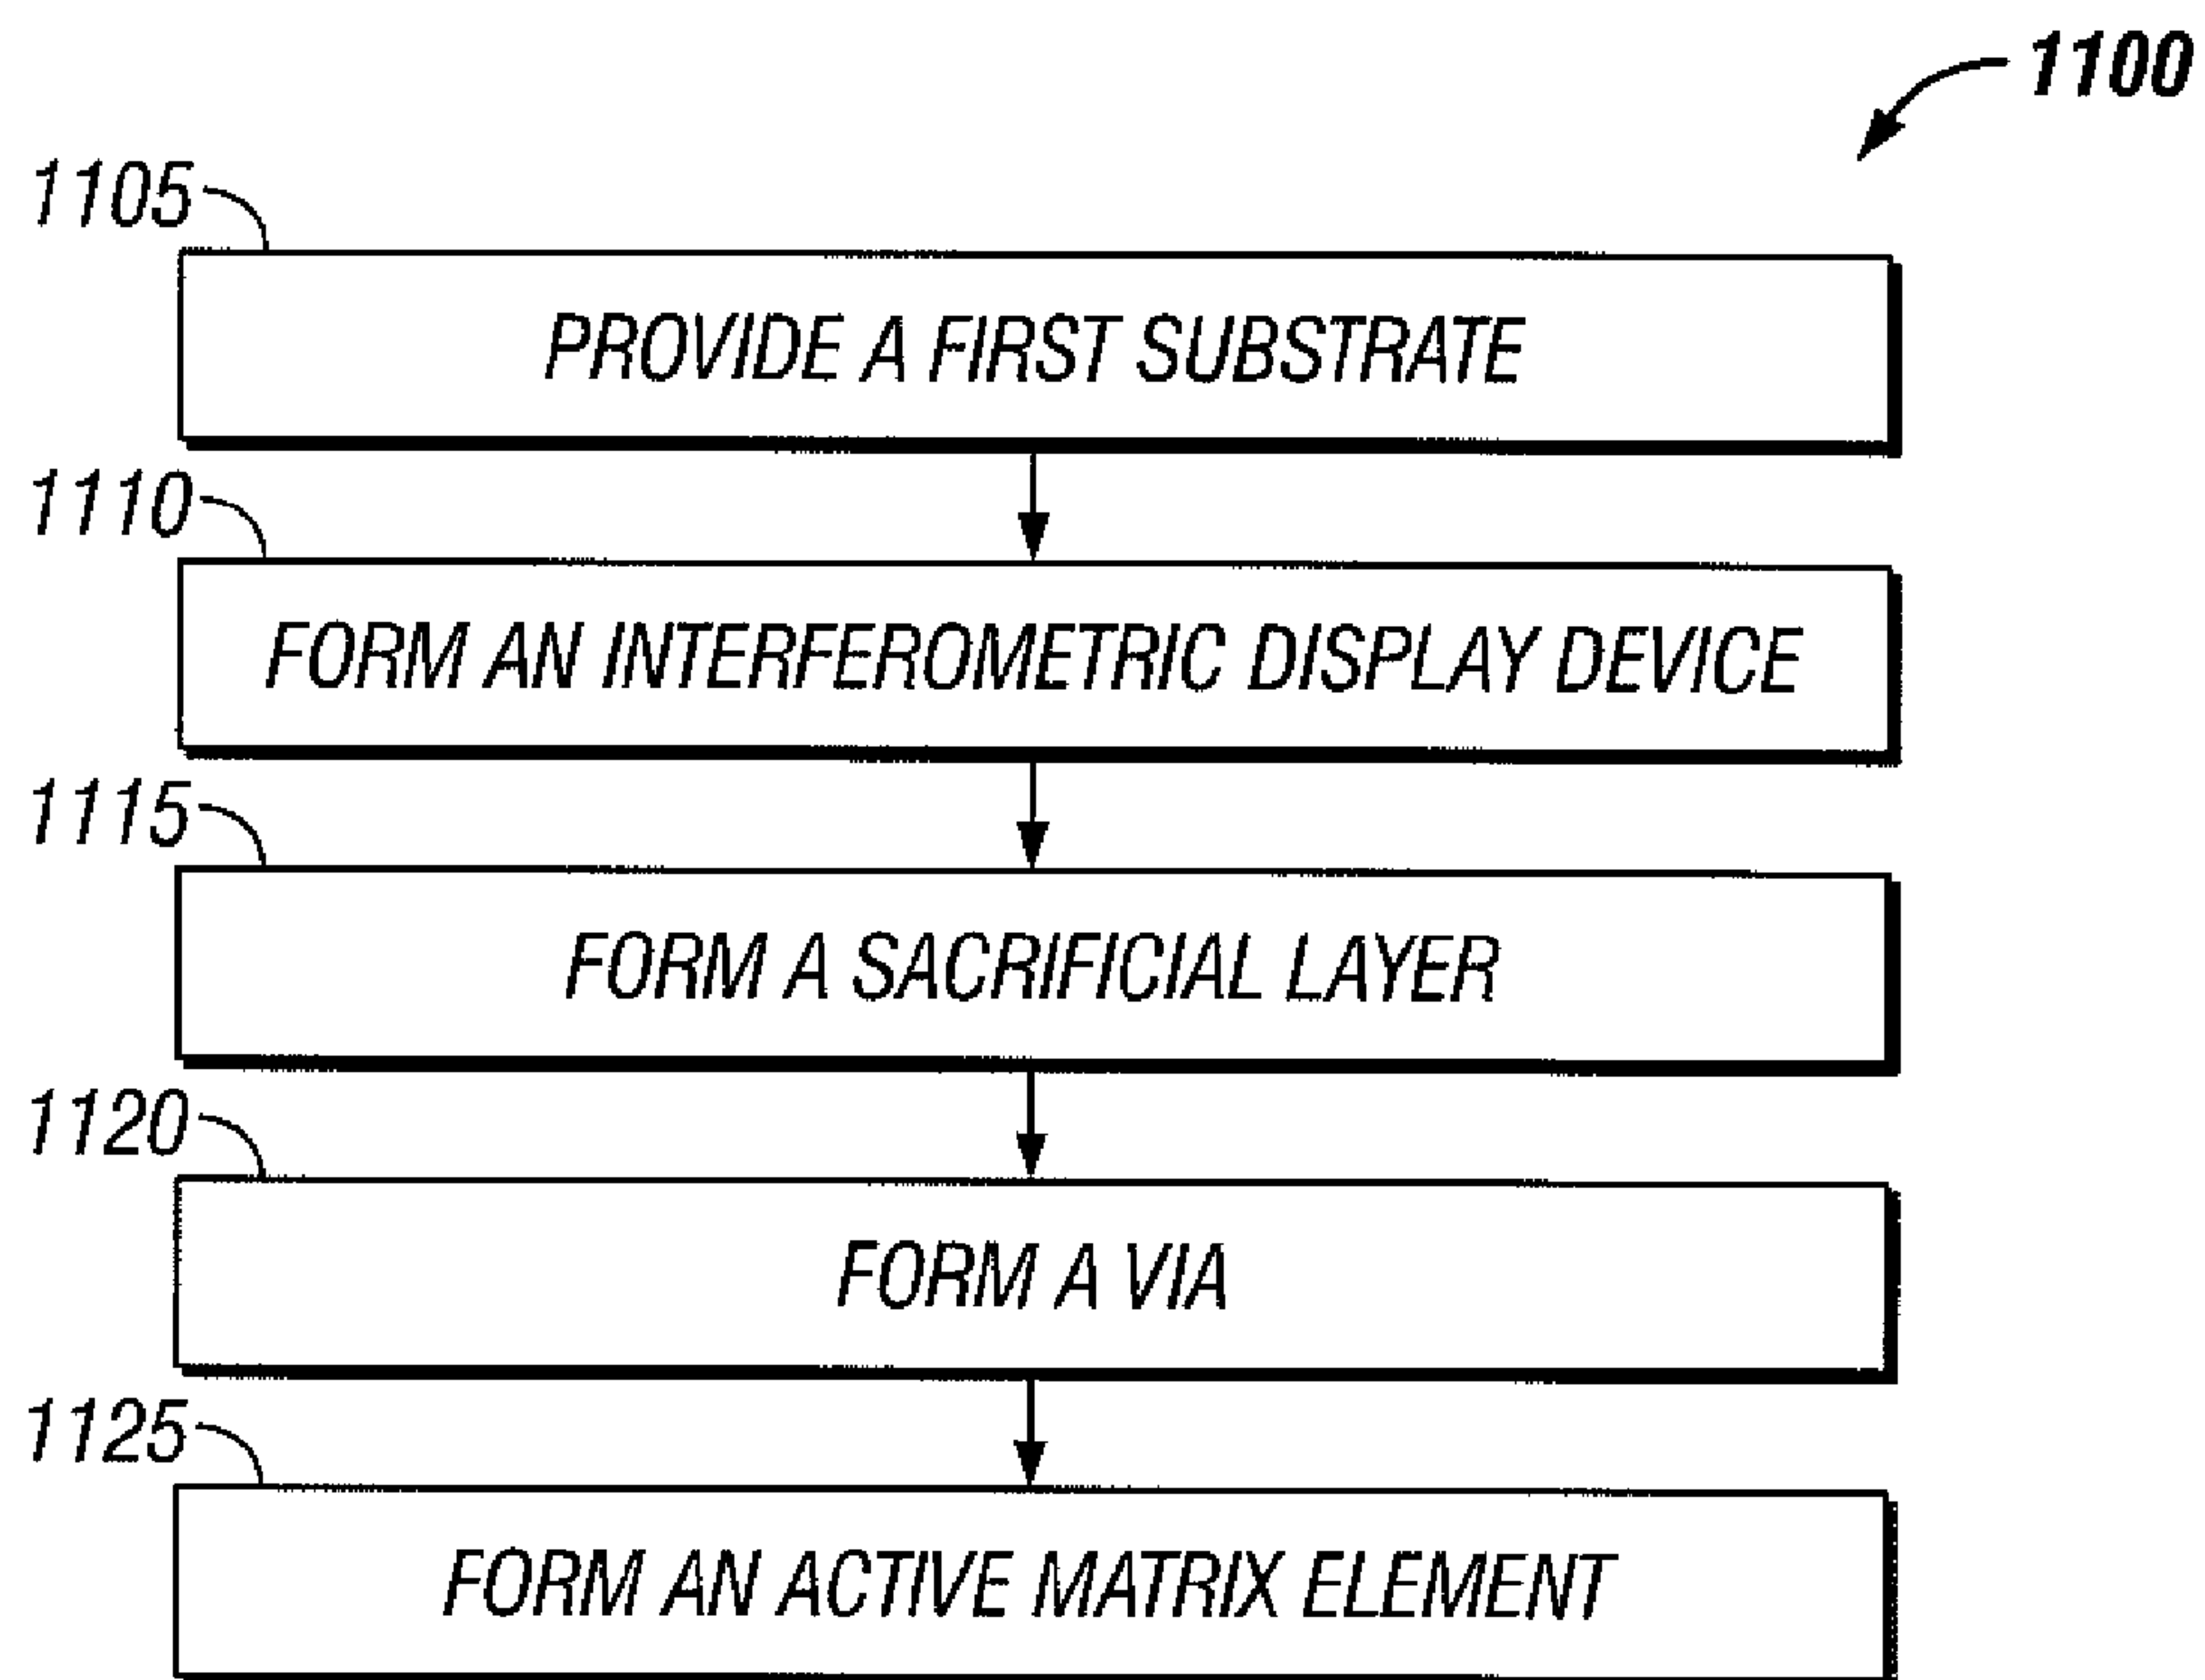 1100
1105
PROVIDE A FIRST SUBSTRATE
1110
FORM AN INTERFEROMETRIC DISPLAY DEVICE
1115
FORM A SACRIFICIAL LAYER
1120
FORM A VIA
1125
FORM AN ACTIVE MATRIX ELEMENT